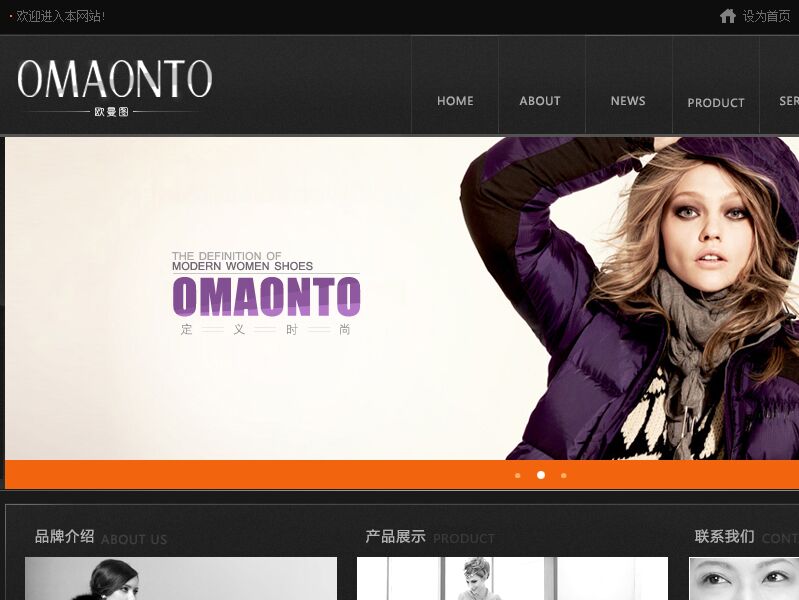 欢迎进入本网站!
设为首页
OMAONTO
欧曼图
HOME
ABOUT
NEWS
PRODUCT
SER
THE DEFINITION OF
MODERN WOMEN SHOES
OMAONTO
定 义 时 尚
品牌介绍 ABOUT US
产品展示 PRODUCT
联系我们 CONT